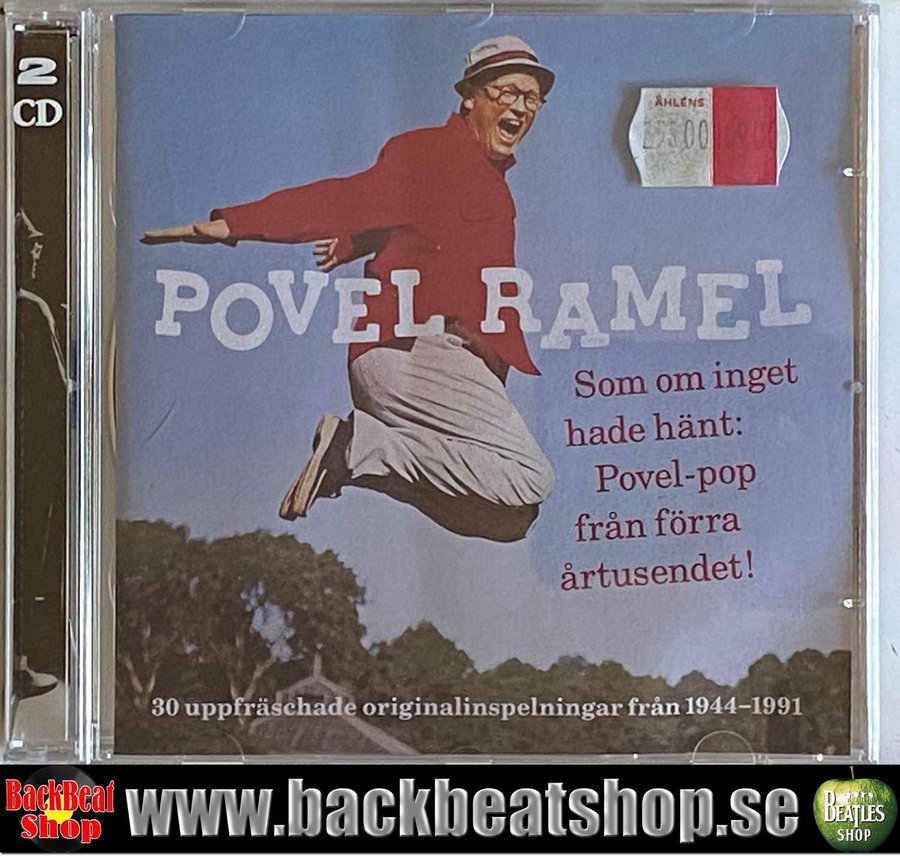 2
CD
ÅHLÉNS
POVEL RAMEL
Som om inget
hade hänt:
Povel-pop
från förra
årtusendet!
30 uppfräschade originalinspelningar från 1944–1991
BackBeat
Shop
www.backbeatshop.se
BEATLES
SHOP